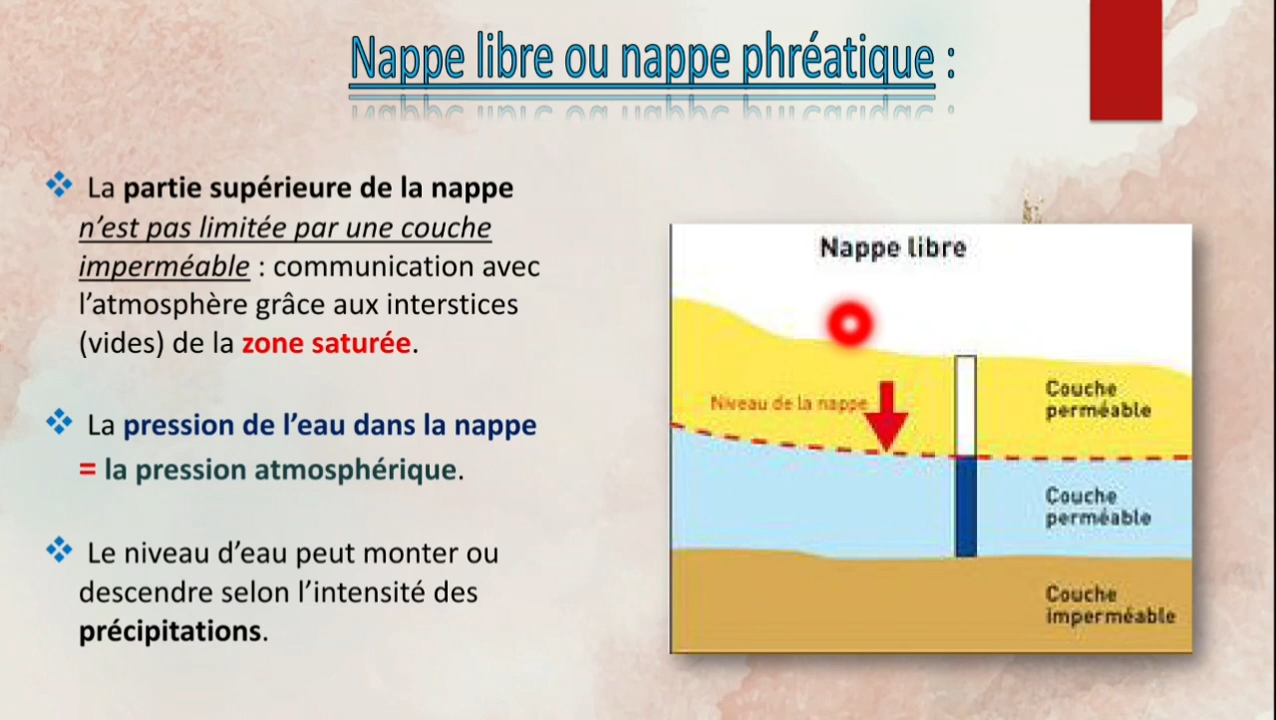 Nappe libre ou nappe phréatique :
La partie supérieure de la nappe
n’est pas limitée par une couche
imperméable : communication avec
l’atmosphère grâce aux interstices
(vides) de la zone saturée.
La pression de l’eau dans la nappe
= la pression atmosphérique.
Le niveau d’eau peut monter ou
descendre selon l’intensité des
précipitations.
Nappe libre
Niveau de la nappe
Couche
perméable
Couche
perméable
Couche
imperméable